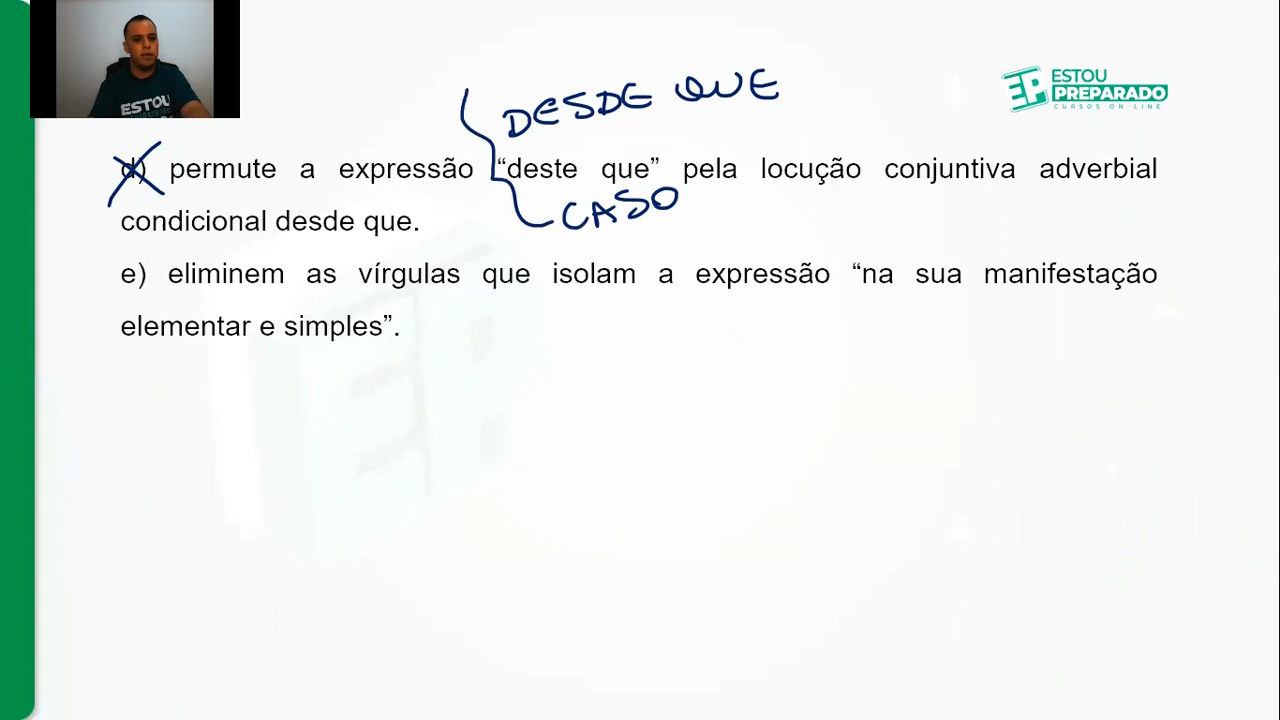 ESTOU
ESTOU
PREPARADO
CURSOS ON-LINE
DESDE QUE
d) permute a expressão “deste que” pela locução conjuntiva adverbial
CASO
condicional desde que.
e) eliminem as vírgulas que isolam a expressão “na sua manifestação
elementar e simples”.